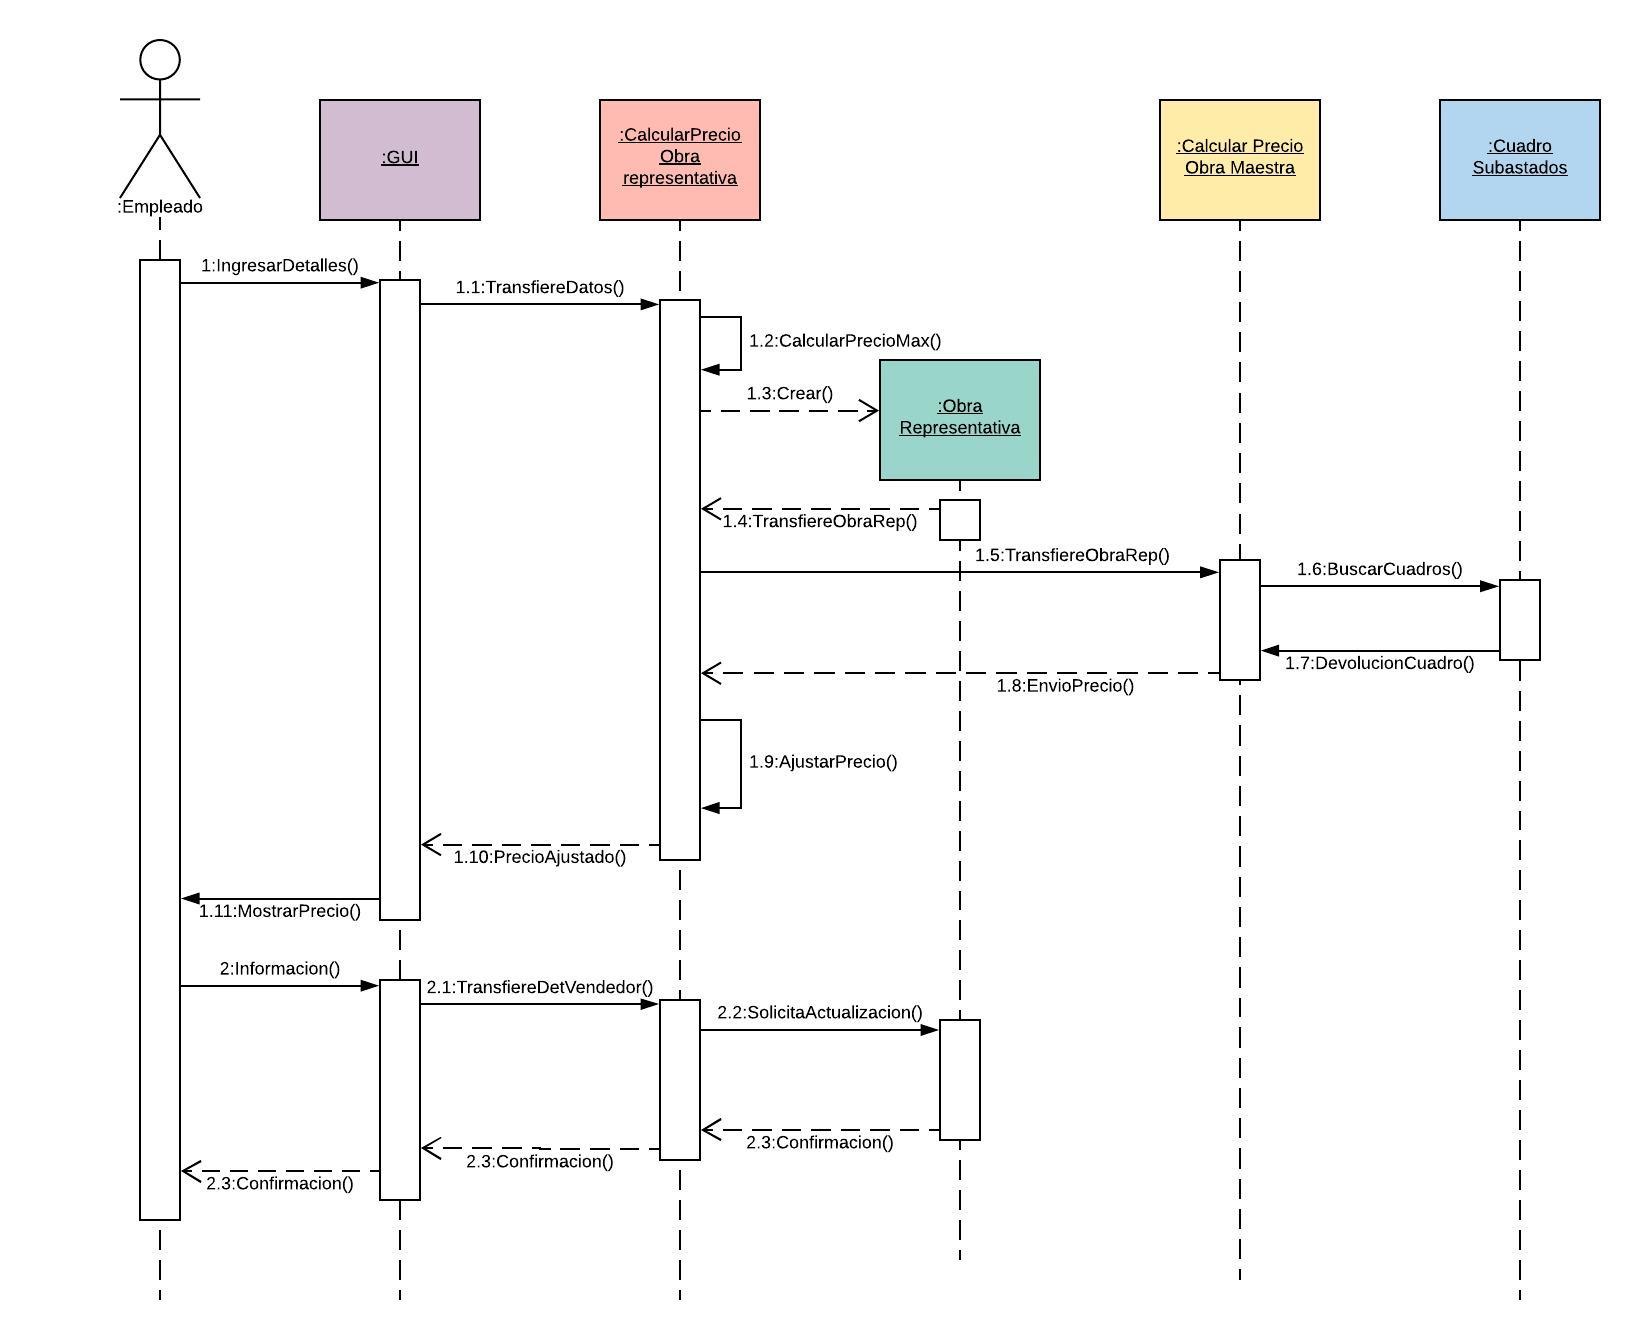 :Empleado
:GUI
:CalcularPrecio
Obra
representativa
:Calcular Precio
Obra Maestra
:Cuadro
Subastados
1:IngresarDetalles()
1.1:TransfiereDatos()
1.2:CalcularPrecioMax()
1.3:Crear()
:Obra
Representativa
1.4:TransfiereObraRep()
1.5:TransfiereObraRep()
1.6:BuscarCuadros()
1.7:DevolucionCuadro()
1.8:EnvioPrecio()
1.9:AjustarPrecio()
1.10:PrecioAjustado()
1.11:MostrarPrecio()
2:Informacion()
2.1:TransfiereDetVendedor()
2.2:SolicitaActualizacion()
2.3:Confirmacion()
2.3:Confirmacion()
2.3:Confirmacion()